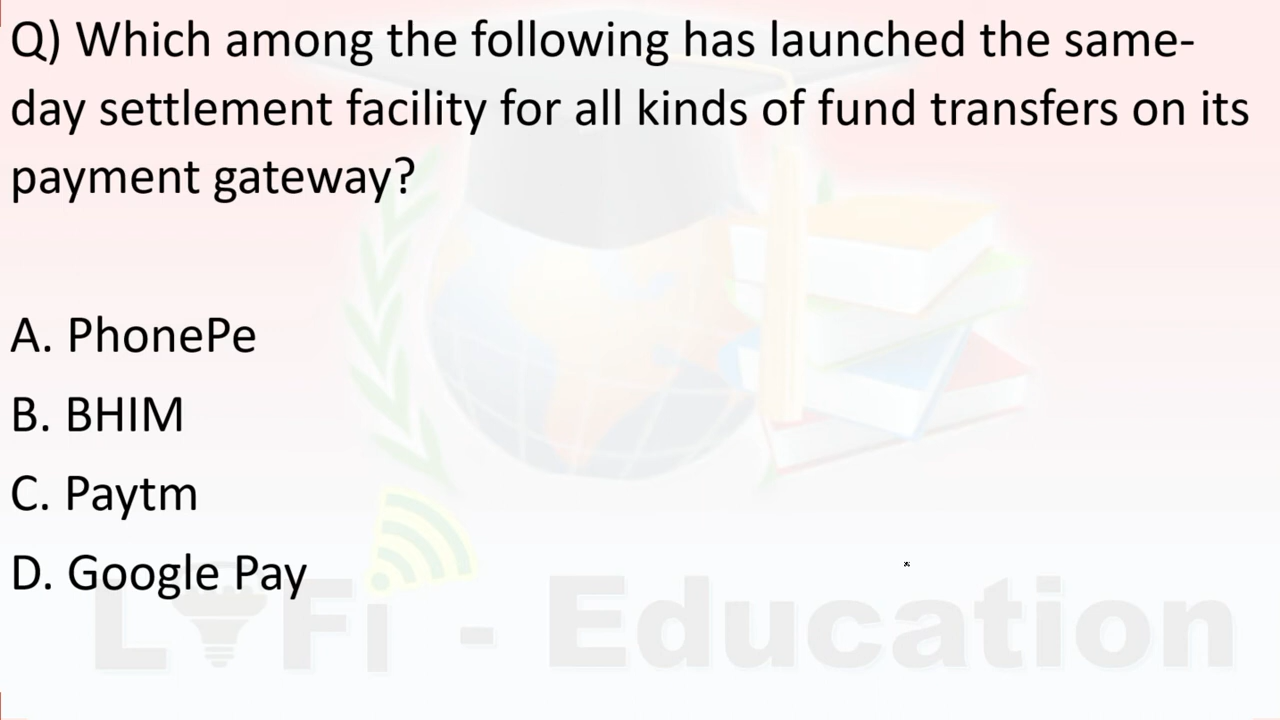 Q) Which among the following has launched the same-
day settlement facility for all kinds of fund transfers on its
payment gateway?
A. PhonePe
B. BHIM
C. Paytm
D. Google Pay
LiFi - Education